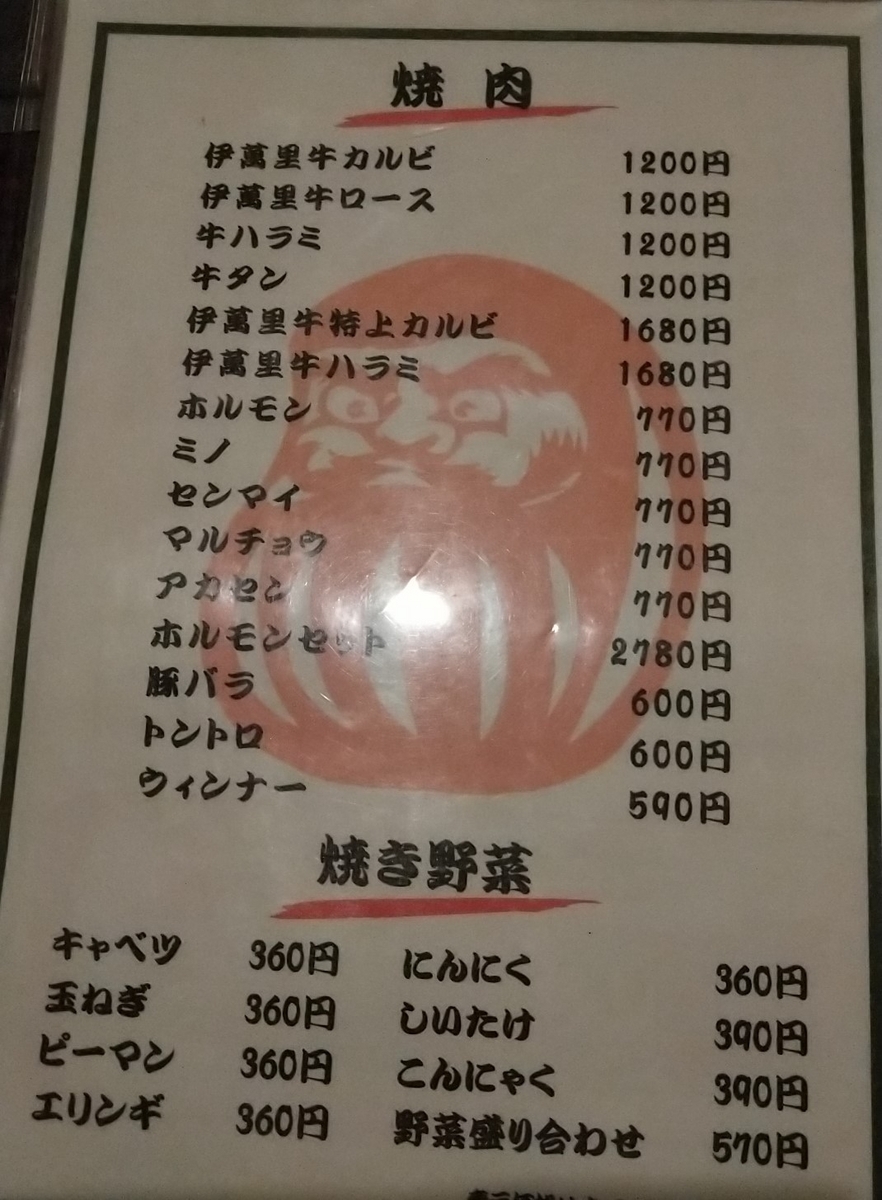 焼肉
伊萬里牛カルビ 1200円
伊萬里牛ロース 1200円
牛ハラミ 1200円
牛タン 1200円
伊萬里牛特上カルビ 1680円
伊萬里牛ハラミ 1680円
ホルモン 770円
ミノ 770円
センマイ 770円
マルチョウ 770円
アカセン 770円
ホルモンセット 2780円
豚バラ 600円
トントロ 600円
ウィンナー 590円
焼き野菜
キャベツ 360円 にんにく 360円
玉ねぎ 360円 しいたけ 390円
ピーマン 360円 こんにゃく 390円
エリンギ 360円 野菜盛り合わせ 570円